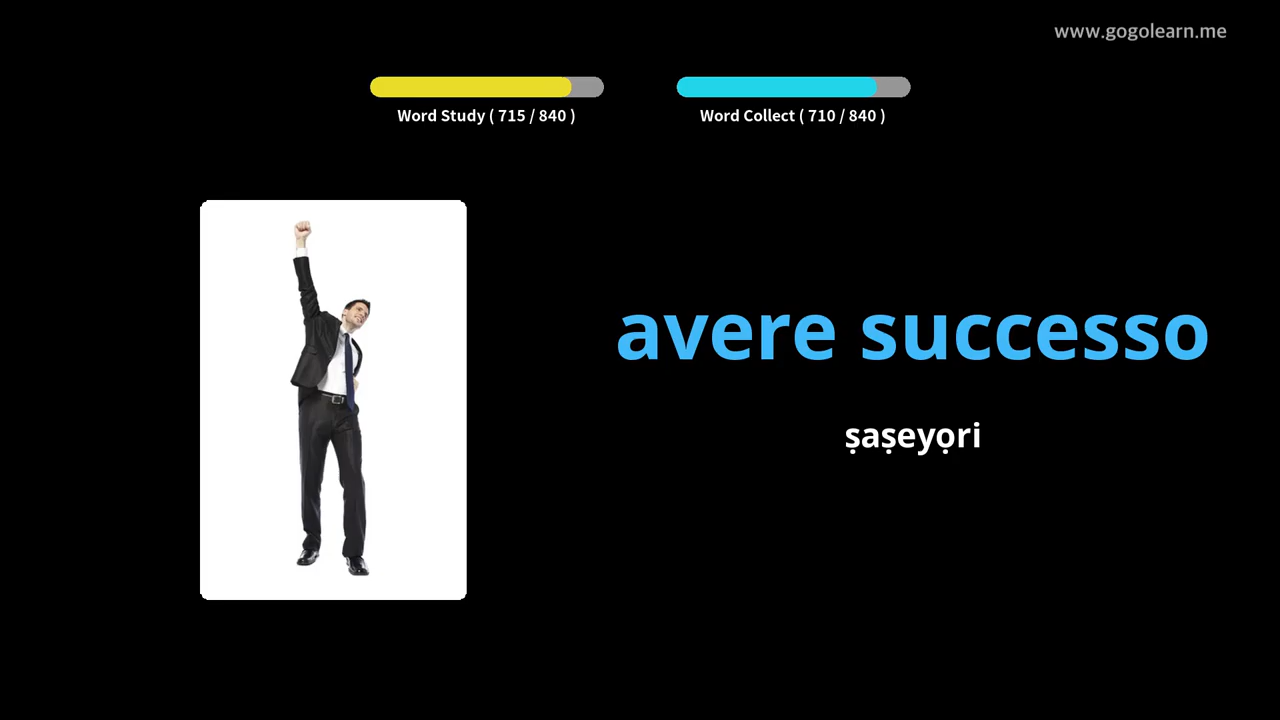 www.gogolearn.me
Word Study ( 715 / 840 )
Word Collect ( 710 / 840 )
avere successo
ṣaṣeyọri